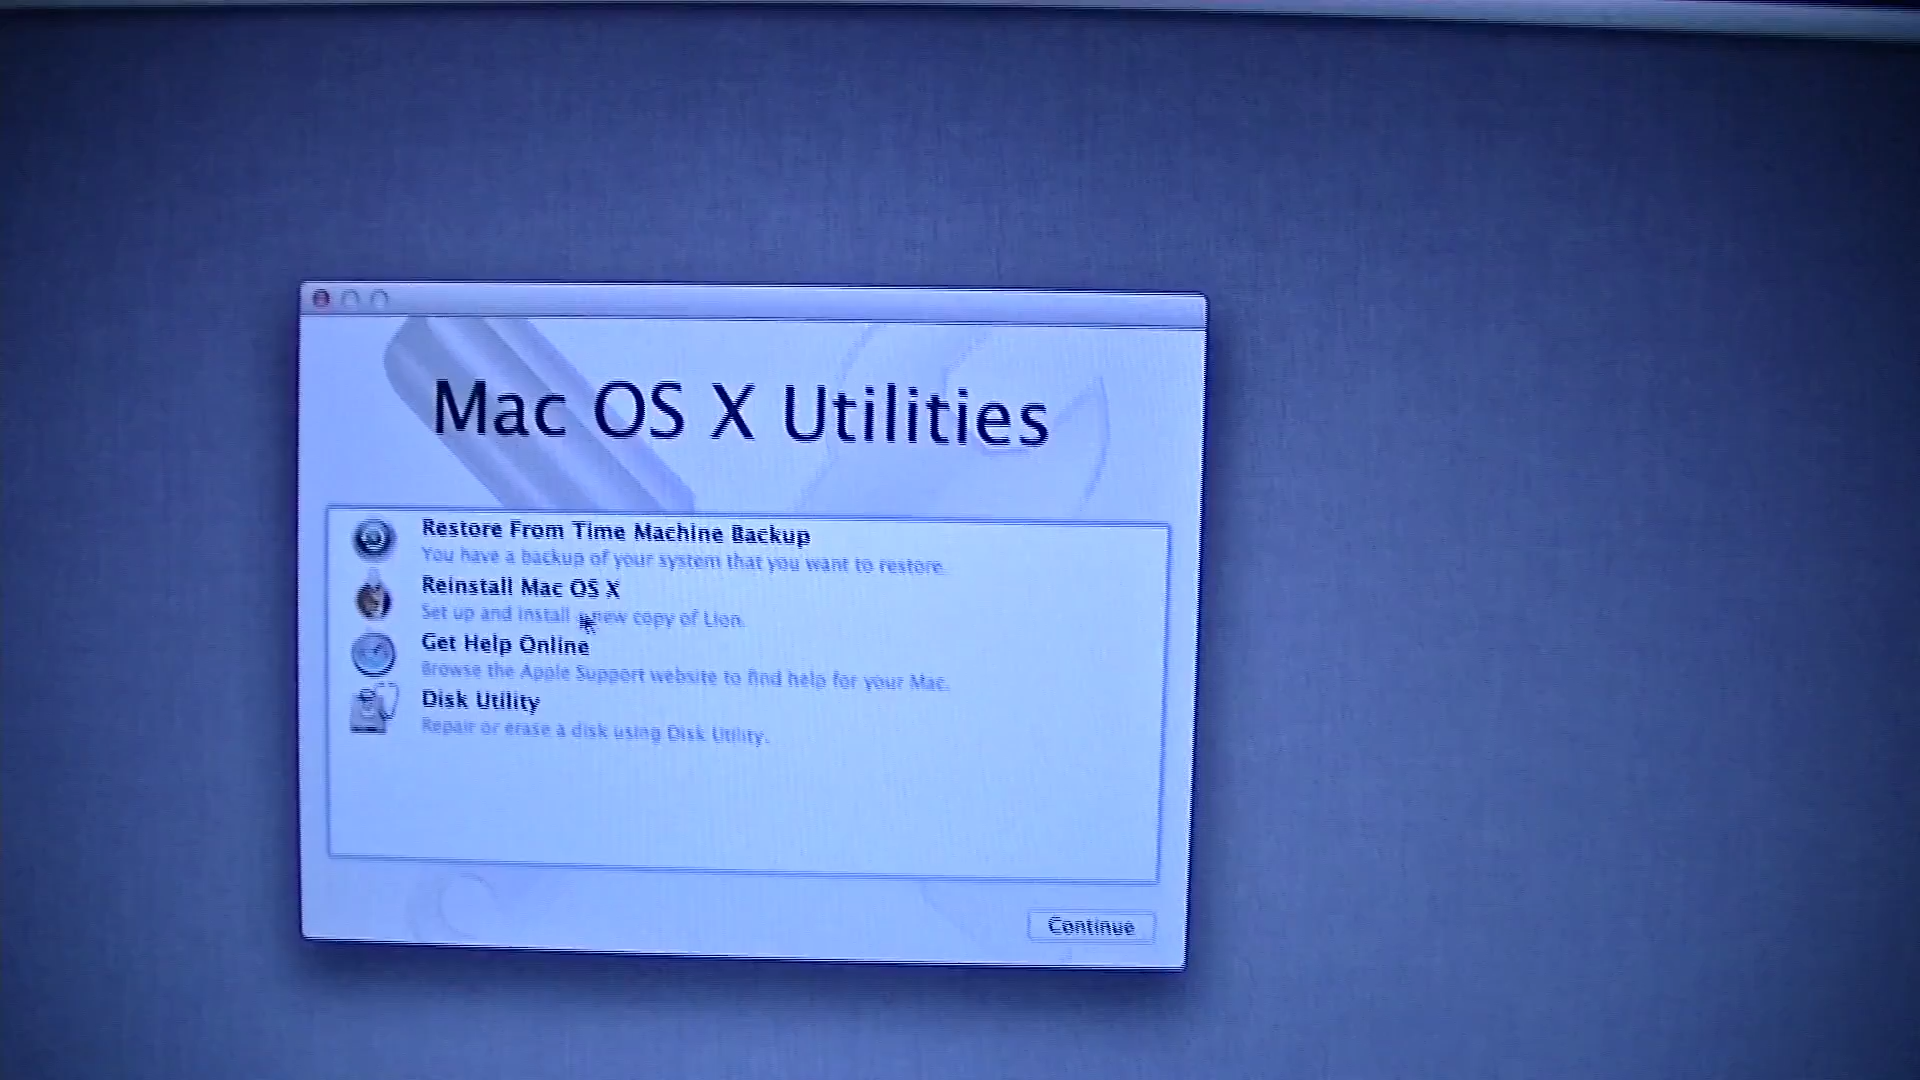 Mac OS X Utilities
Restore From Time Machine Backup
You have a backup of your system that you want to restore.
Reinstall Mac OS X
Set up and install a new copy of Lion.
Get Help Online
Browse the Apple Support website to find help for your Mac.
Disk Utility
Repair or erase a disk using Disk Utility.
Continue